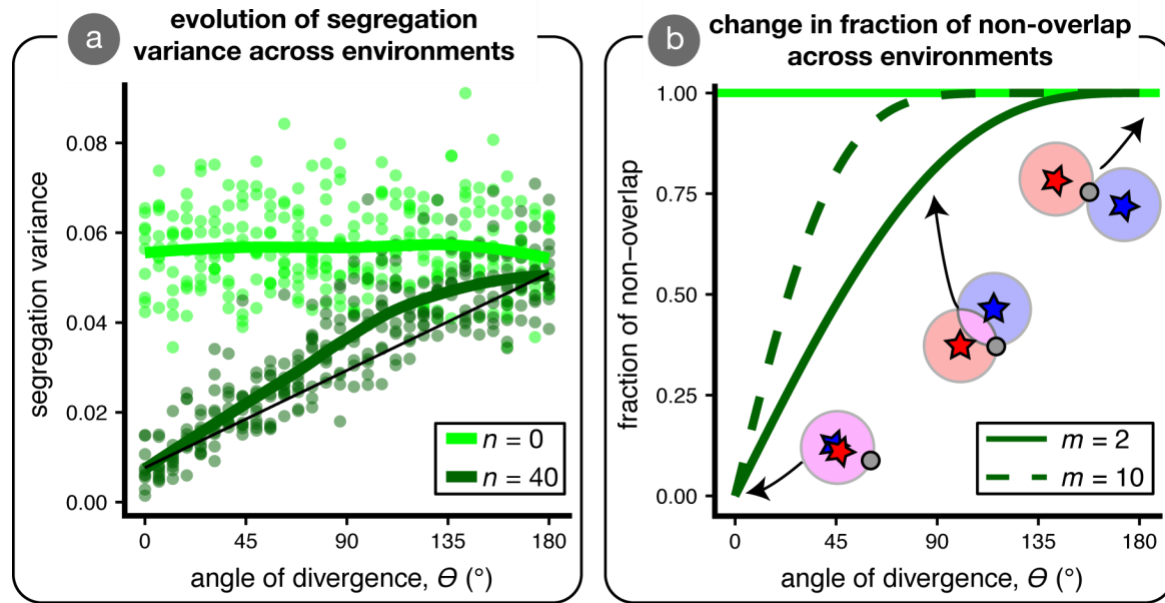 a
evolution of segregation
variance across environments
segregation variance
0.08
0.06
0.04
0.02
0.00
0
45
90
135
180
angle of divergence, θ (°)
n = 0
n = 40
b
change in fraction of non-overlap
across environments
fraction of non−overlap
1.00
0.75
0.50
0.25
0.00
0
45
90
135
180
angle of divergence, θ (°)
m = 2
m = 10